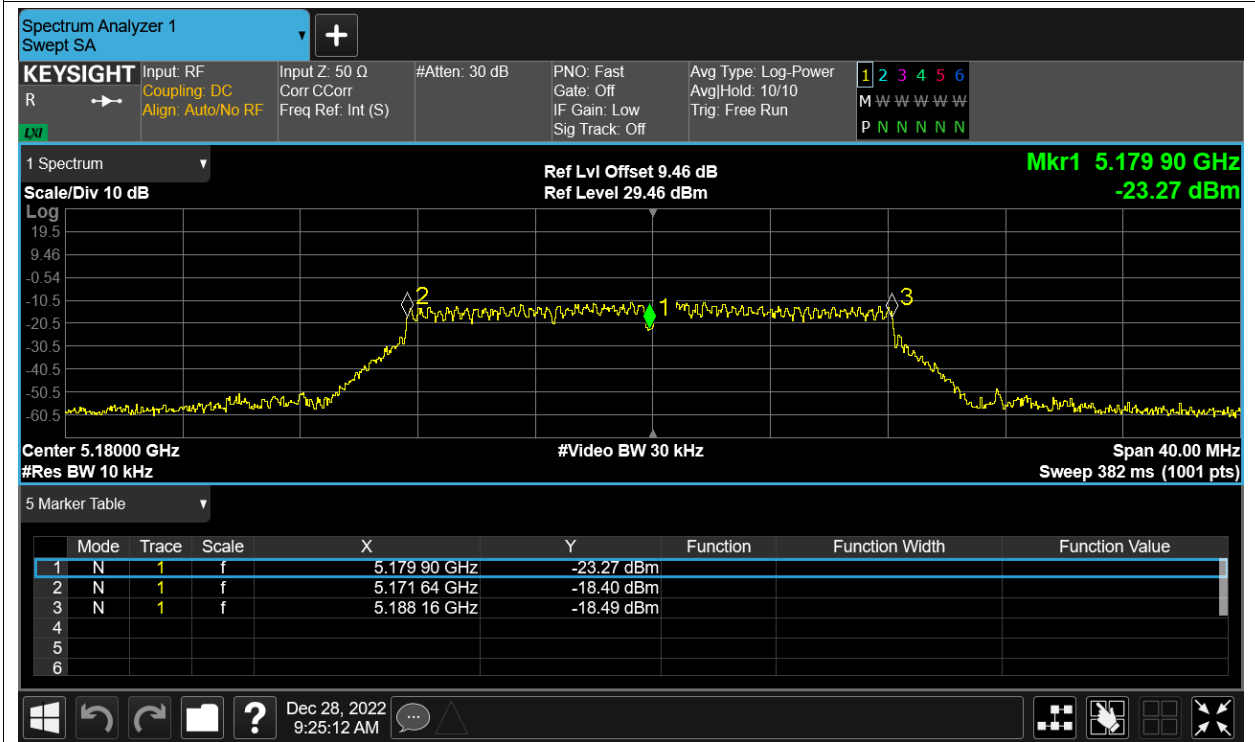 Spectrum Analyzer 1
Swept SA
+
KEYSIGHT
R
LXI
Input: RF
Coupling: DC
Align: Auto/No RF
Input Z: 50 Ω
Corr CCorr
Freq Ref: Int (S)
#Atten: 30 dB
PNO: Fast
Gate: Off
IF Gain: Low
Sig Track: Off
Avg Type: Log-Power
Avg|Hold: 10/10
Trig: Free Run
1 2 3 4 5 6
M W W W W W
P N N N N N
1 Spectrum
Scale/Div 10 dB
Ref Lvl Offset 9.46 dB
Ref Level 29.46 dBm
Mkr1 5.179 90 GHz
-23.27 dBm
Log
19.5
9.46
-0.54
-10.5
-20.5
-30.5
-40.5
-50.5
-60.5
2
1
3
Center 5.18000 GHz
#Res BW 10 kHz
#Video BW 30 kHz
Span 40.00 MHz
Sweep 382 ms (1001 pts)
5 Marker Table
Mode Trace Scale X Y Function Function Width Function Value
1 N 1 f 5.179 90 GHz -23.27 dBm
2 N 1 f 5.171 64 GHz -18.40 dBm
3 N 1 f 5.188 16 GHz -18.49 dBm
4
5
6
?
Dec 28, 2022
9:25:12 AM